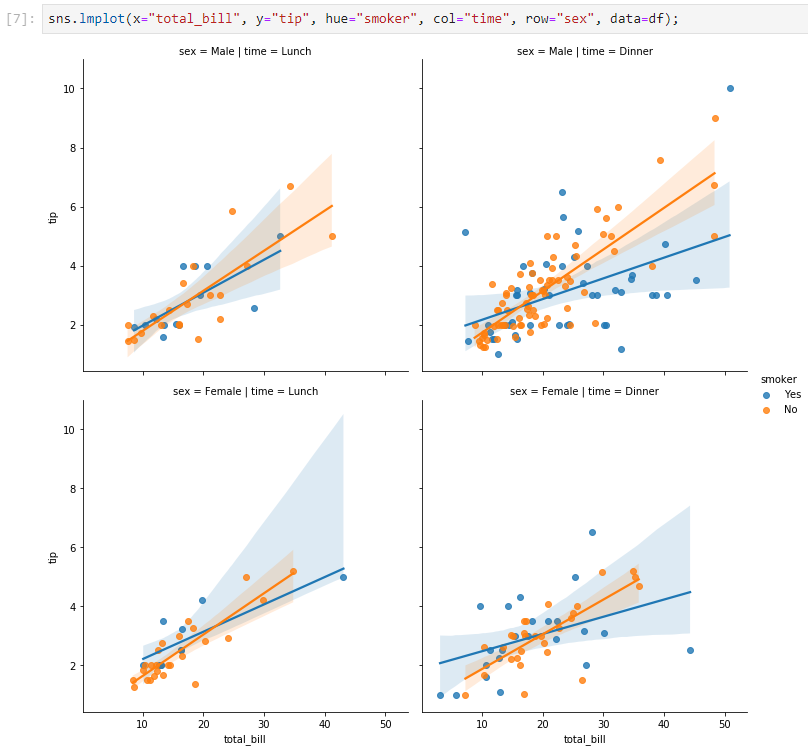 [7]: sns.lmplot(x="total_bill", y="tip", hue="smoker", col="time", row="sex", data=df);
sex = Male | time = Lunch
sex = Male | time = Dinner
10
8
6
4
2
tip
sex = Female | time = Lunch
sex = Female | time = Dinner
smoker
Yes
No
10
8
6
4
2
tip
10 20 30 40 50
10 20 30 40 50
total_bill
total_bill